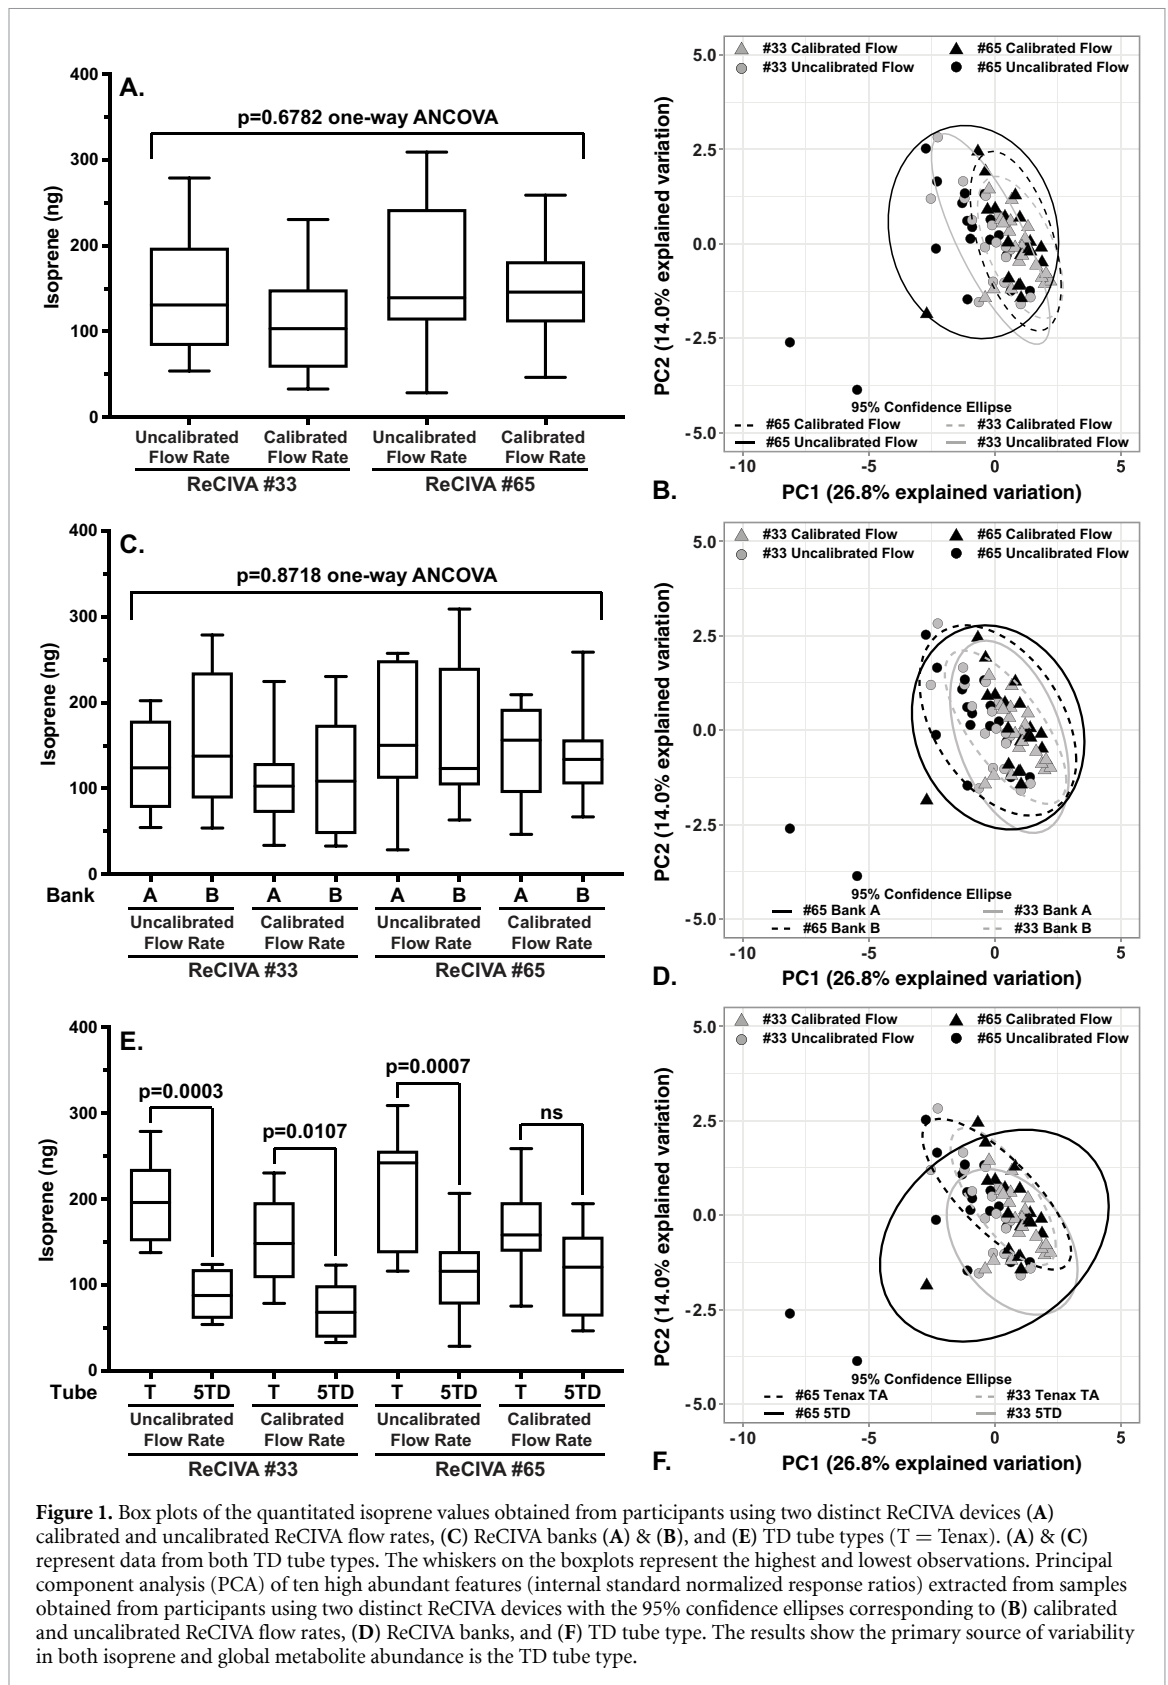 A.
p=0.6782 one-way ANCOVA
Isoprene (ng)
400
300
200
100
0
Uncalibrated Flow Rate
Calibrated Flow Rate
Uncalibrated Flow Rate
Calibrated Flow Rate
ReCIVA #33
ReCIVA #65
#33 Calibrated Flow
#65 Calibrated Flow
#33 Uncalibrated Flow
#65 Uncalibrated Flow
PC2 (14.0% explained variation)
5.0
2.5
0.0
-2.5
-5.0
95% Confidence Ellipse
#65 Calibrated Flow
#33 Calibrated Flow
#65 Uncalibrated Flow
#33 Uncalibrated Flow
-10
-5
0
5
B.
PC1 (26.8% explained variation)
C.
p=0.8718 one-way ANCOVA
Isoprene (ng)
400
300
200
100
0
Bank
A
B
A
B
A
B
A
B
Uncalibrated Flow Rate
Calibrated Flow Rate
Uncalibrated Flow Rate
Calibrated Flow Rate
ReCIVA #33
ReCIVA #65
#33 Calibrated Flow
#65 Calibrated Flow
#33 Uncalibrated Flow
#65 Uncalibrated Flow
PC2 (14.0% explained variation)
5.0
2.5
0.0
-2.5
-5.0
95% Confidence Ellipse
#65 Bank A
#33 Bank A
#65 Bank B
#33 Bank B
-10
-5
0
5
D.
PC1 (26.8% explained variation)
E.
p=0.0003
p=0.0107
p=0.0007
ns
Isoprene (ng)
400
300
200
100
0
Tube
T
5TD
T
5TD
T
5TD
T
5TD
Uncalibrated Flow Rate
Calibrated Flow Rate
Uncalibrated Flow Rate
Calibrated Flow Rate
ReCIVA #33
ReCIVA #65
#33 Calibrated Flow
#65 Calibrated Flow
#33 Uncalibrated Flow
#65 Uncalibrated Flow
PC2 (14.0% explained variation)
5.0
2.5
0.0
-2.5
-5.0
95% Confidence Ellipse
#65 Tenax TA
#33 Tenax TA
#65 5TD
#33 5TD
-10
-5
0
5
F.
PC1 (26.8% explained variation)
Figure 1. Box plots of the quantitated isoprene values obtained from participants using two distinct ReCIVA devices (A)
calibrated and uncalibrated ReCIVA flow rates, (C) ReCIVA banks (A) & (B), and (E) TD tube types (T = Tenax). (A) & (C)
represent data from both TD tube types. The whiskers on the boxplots represent the highest and lowest observations. Principal
component analysis (PCA) of ten high abundant features (internal standard normalized response ratios) extracted from samples
obtained from participants using two distinct ReCIVA devices with the 95% confidence ellipses corresponding to (B) calibrated
and uncalibrated ReCIVA flow rates, (D) ReCIVA banks, and (F) TD tube type. The results show the primary source of variability
in both isoprene and global metabolite abundance is the TD tube type.